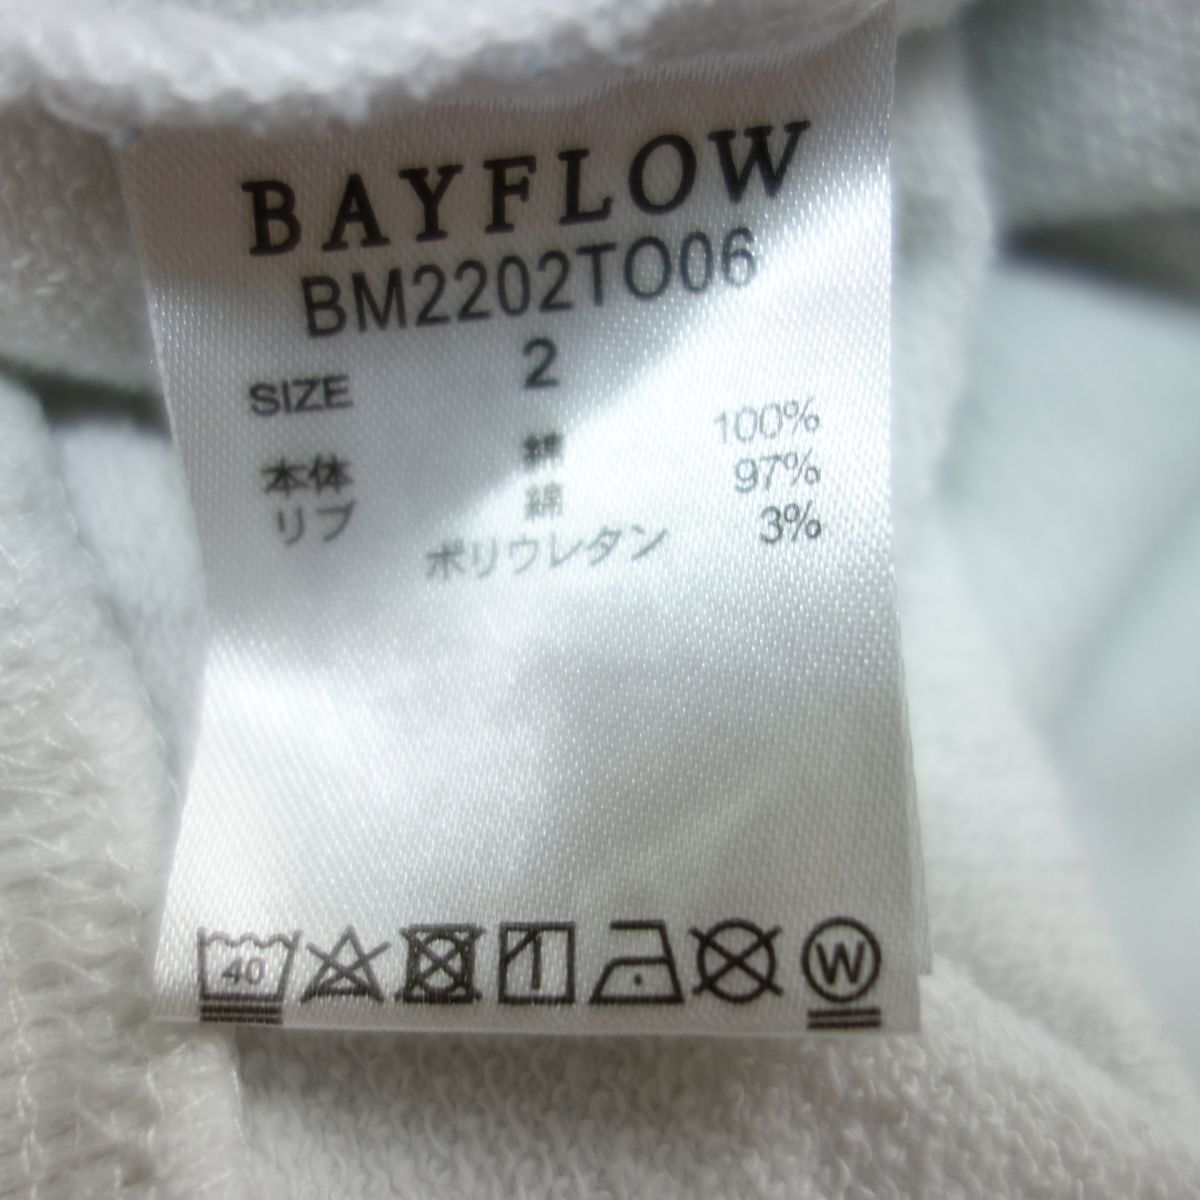 BAYFLOW
BM2202TO06
SIZE 2
本体 綿 100%
リブ 綿 97%
ポリウレタン 3%
40 W